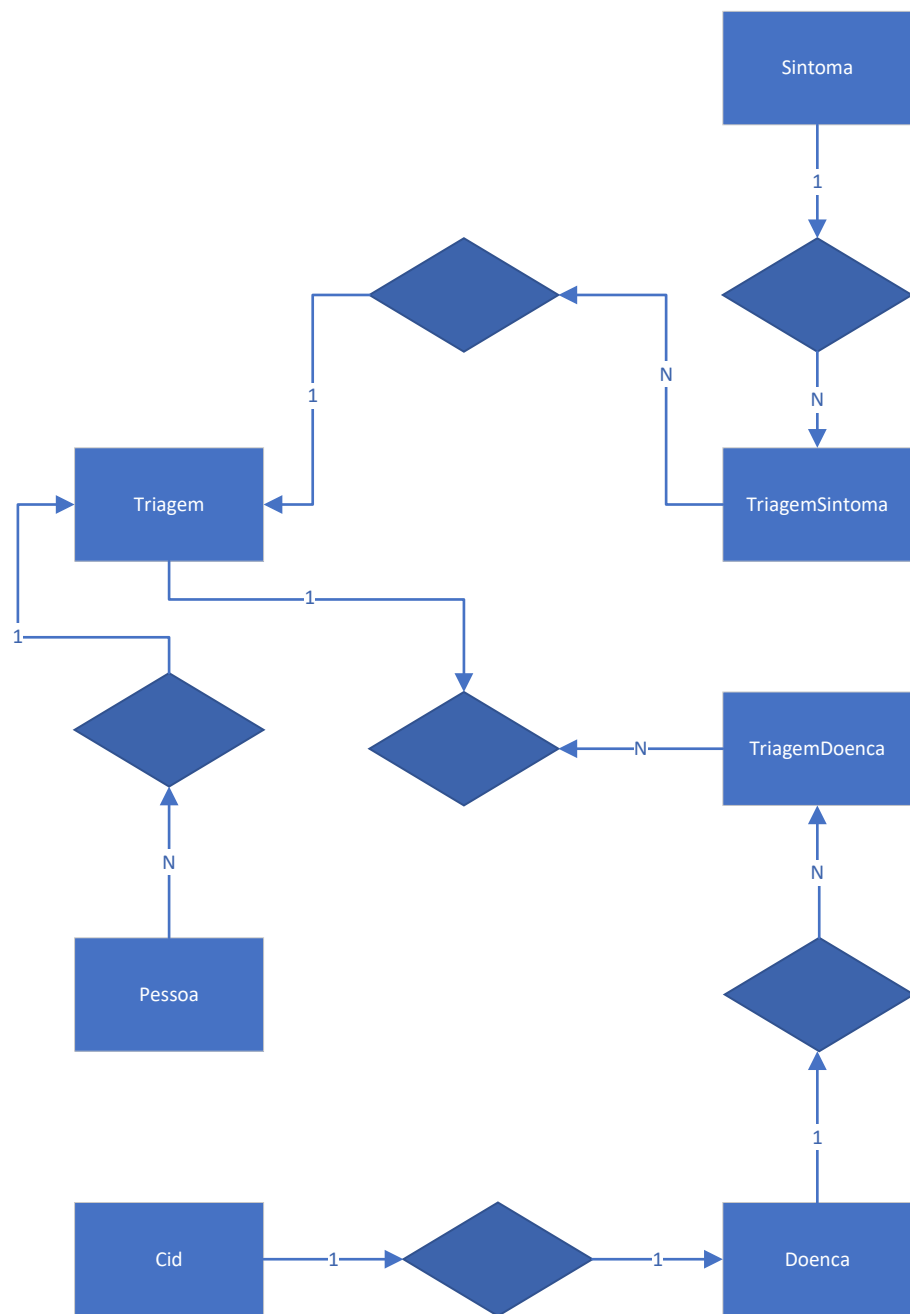 Sintoma
1
1
N
N
Triagem
TriagemSintoma
1
1
TriagemDoenca
N
N
N
Pessoa
1
Cid
1
1
Doenca